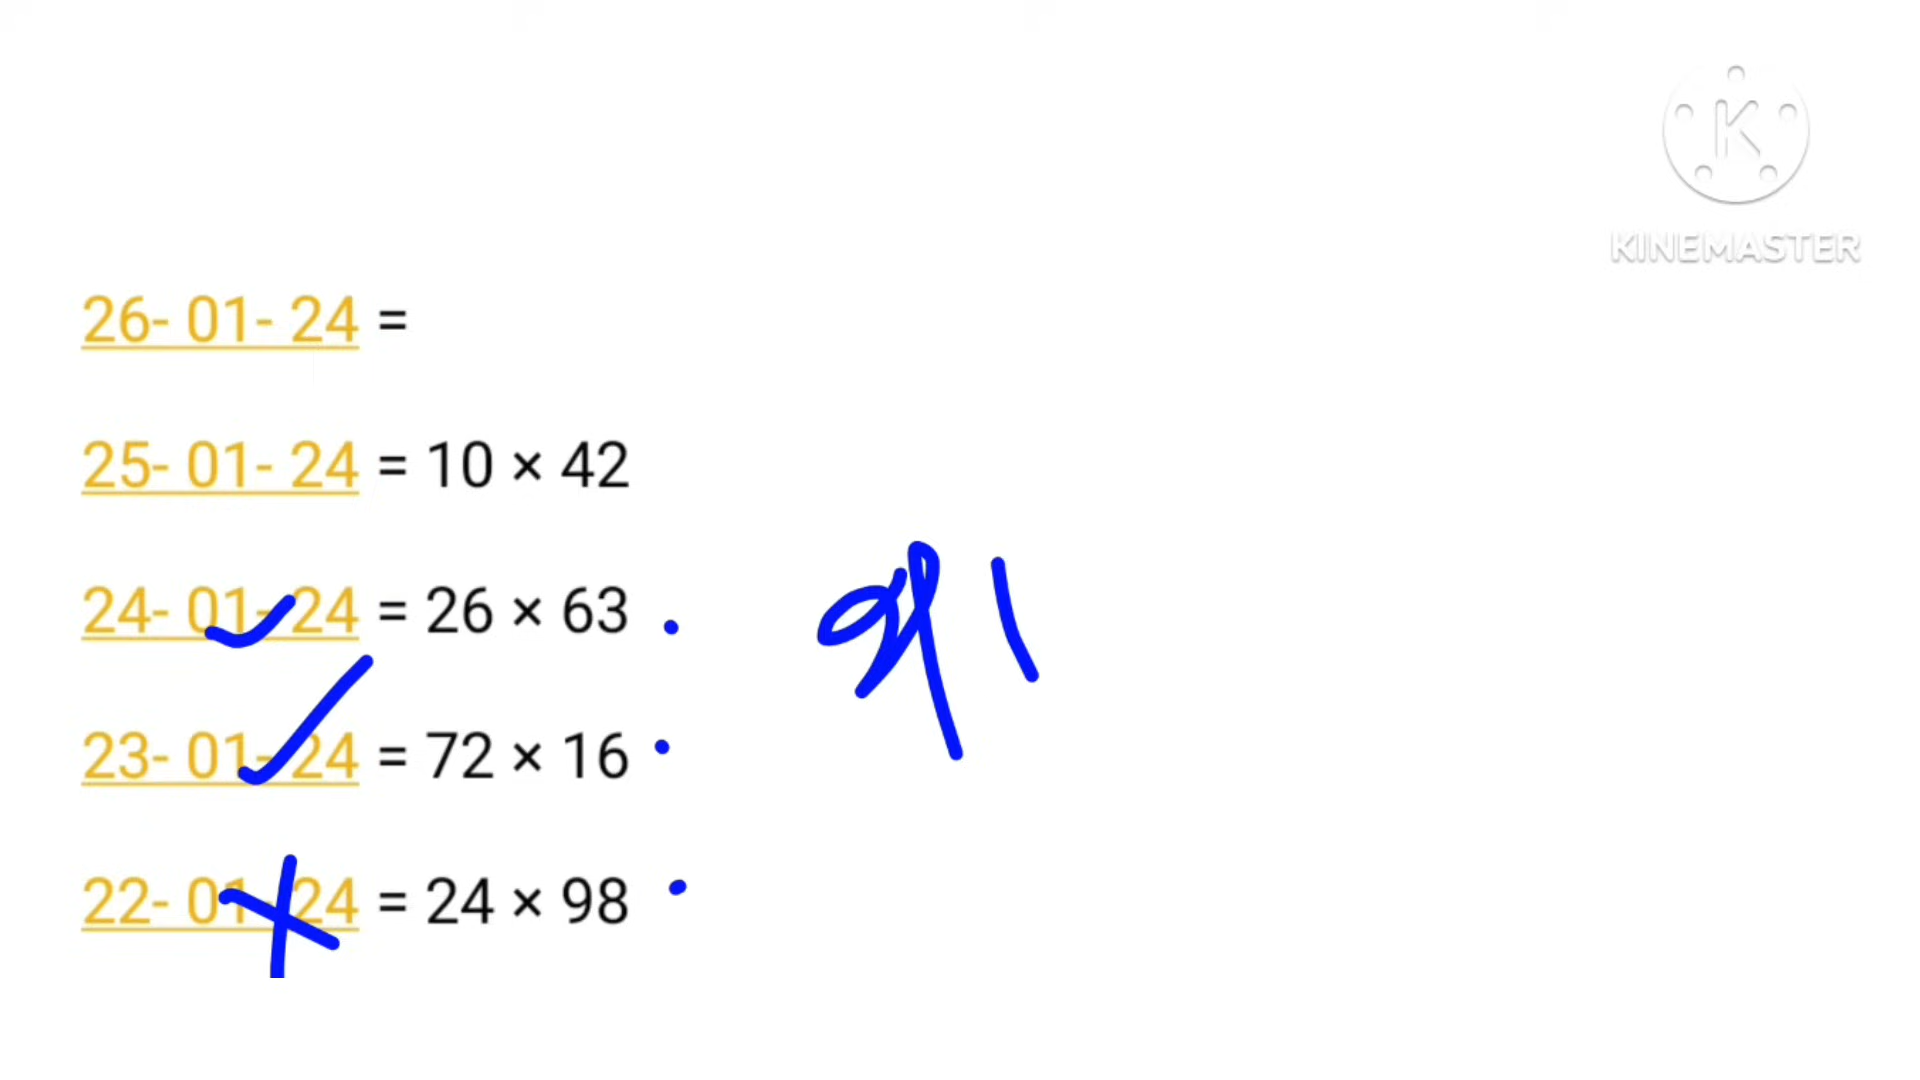 KINEMASTER
26- 01- 24 =
25- 01- 24 = 10 × 42
24- 01- 24 = 26 × 63
23- 01- 24 = 72 × 16
22- 01- 24 = 24 × 98